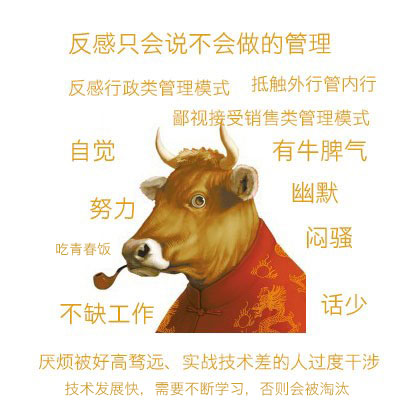 反感只会说不会做的管理
反感行政类管理模式
抵触外行管内行
鄙视接受销售类管理模式
自觉
有牛脾气
幽默
努力
闷骚
吃青春饭
不缺工作
话少
厌烦被好高骛远、实战技术差的人过度干涉
技术发展快，需要不断学习，否则会被淘汰